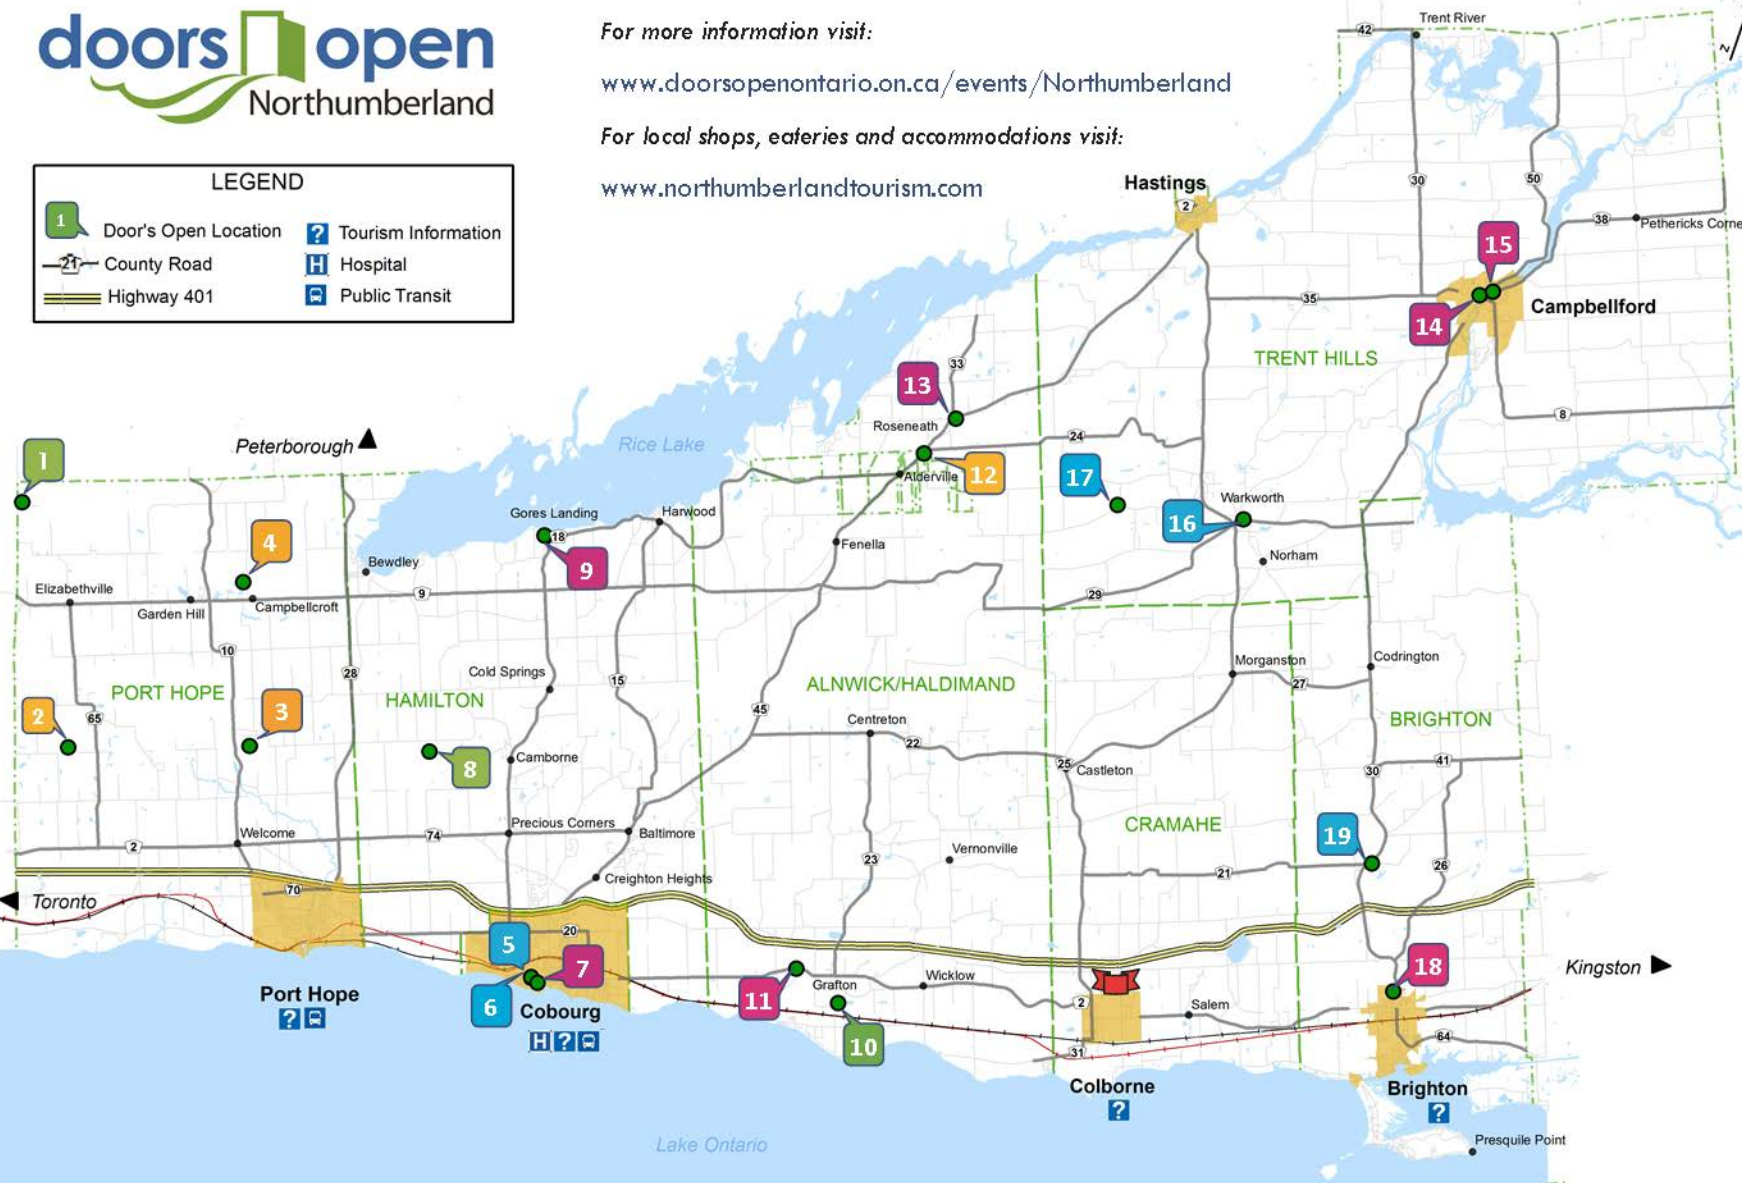 doors open
Northumberland
For more information visit:
www.doorsopenontario.on.ca/events/Northumberland
For local shops, eateries and accommodations visit:
www.northumberlandtourism.com
LEGEND
1 Door's Open Location
21 County Road
Highway 401
? Tourism Information
H Hospital
Public Transit
42
Trent River
N
Hastings
2
30
50
38
Pethericks Corne
15
14
Campbellford
35
TRENT HILLS
33
13
Roseneath
8
Peterborough
Rice Lake
24
1
12
Alderville
17
Warkworth
16
Gores Landing
Harwood
18
9
4
Fenella
Norham
Bewdley
Elizabethville
9
29
Garden Hill
Campbellcroft
10
28
Cold Springs
15
Morganston
27
Codrington
PORT HOPE
HAMILTON
ALNWICK/HALDIMAND
BRIGHTON
2
65
3
45
Centreton
22
8
Camborne
25
Castleton
30
41
2
Welcome
74
Precious Corners
Baltimore
CRAMAHE
19
23
Vernonville
21
26
Creighton Heights
70
Toronto
20
5
7
6
Port Hope
?
Cobourg
H ?
11
Grafton
Wicklow
10
2
Salem
18
Kingston
31
64
Colborne
?
Brighton
?
Lake Ontario
Presquile Point